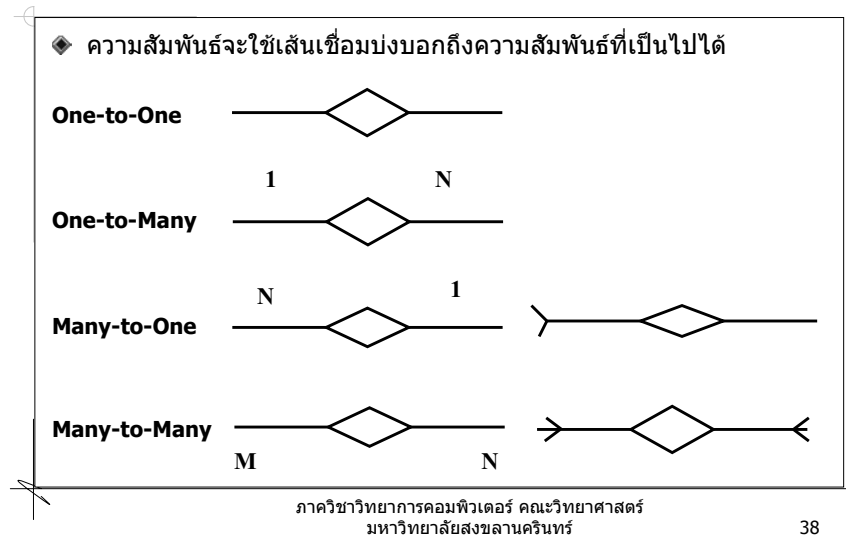 ความสัมพันธ์จะใช้เส้นเชื่อมบ่งบอกถึงความสัมพันธ์ที่เป็นไปได้
One-to-One
1 N
One-to-Many
N 1
Many-to-One
Many-to-Many
M N
ภาควิชาวิทยาการคอมพิวเตอร์ คณะวิทยาศาสตร์
มหาวิทยาลัยสงขลานครินทร์ 38